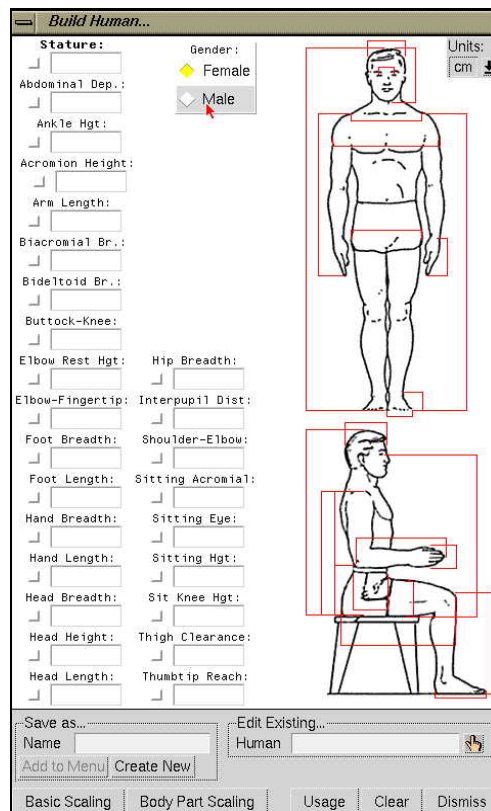 Build Human...
Stature:
Gender:
Units:
Female
cm
Abdominal Dep.:
Male
Ankle Hgt:
Acromion Height:
Arm Length:
Biacromial Br.:
Bideltoid Br.:
Buttock-Knee:
Elbow Rest Hgt: Hip Breadth:
Elbow-Fingertip: Interpupil Dist:
Foot Breadth: Shoulder-Elbow:
Foot Length: Sitting Acromial:
Hand Breadth: Sitting Eye:
Hand Length: Sitting Hgt:
Head Breadth: Sit Knee Hgt:
Head Height: Thigh Clearance:
Head Length: Thumbtip Reach:
Save as... Edit Existing...
Name Human
Add to Menu Create New
Basic Scaling Body Part Scaling Usage Clear Dismiss